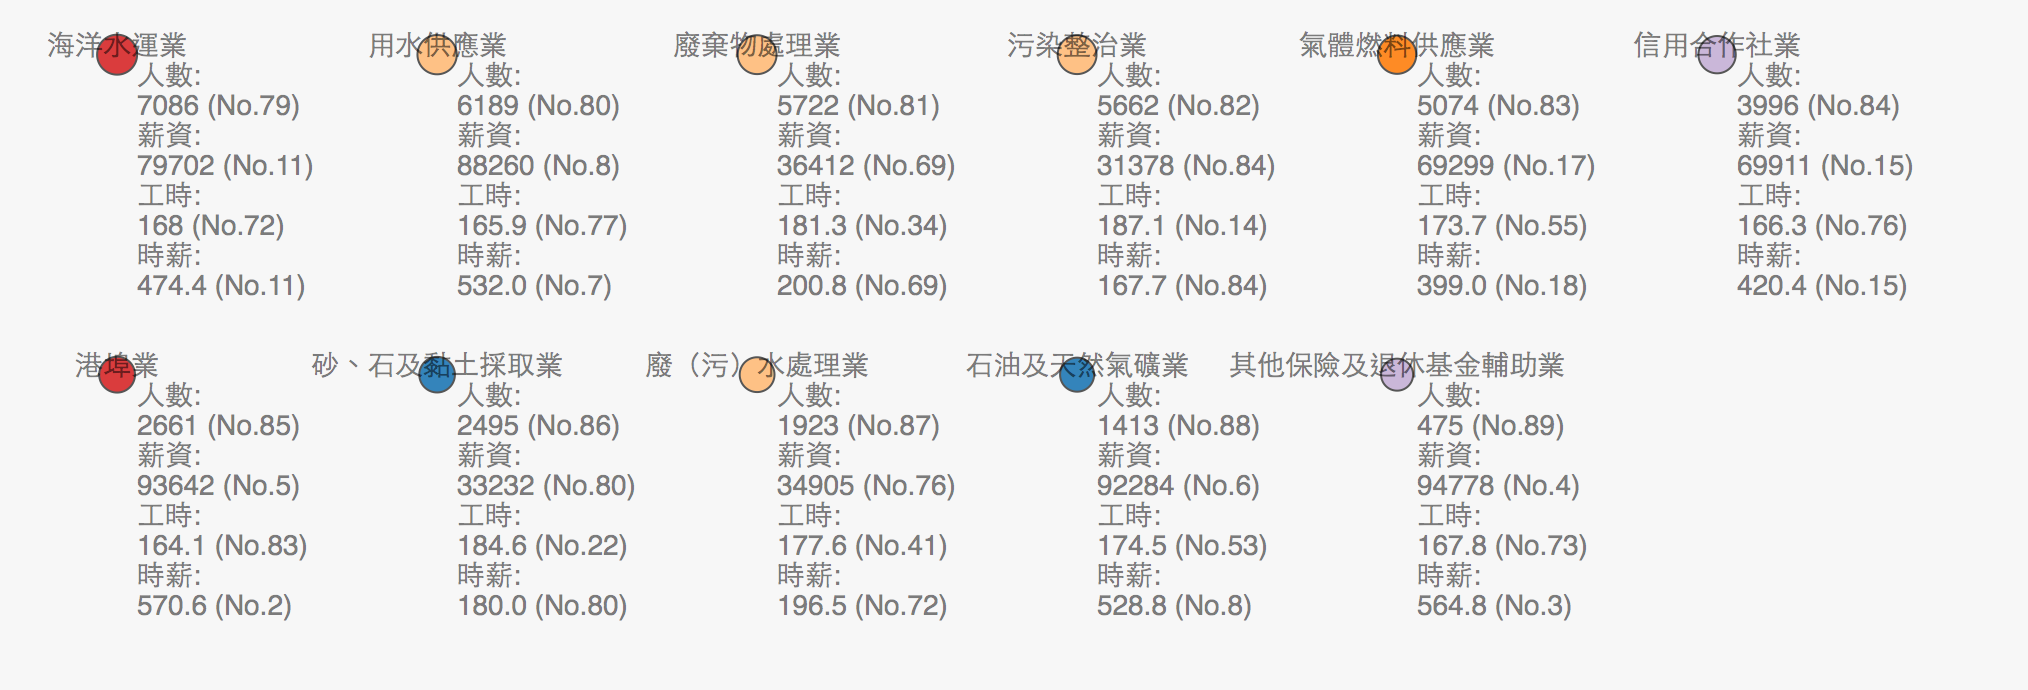 海洋水運業
人數:
7086 (No.79)
薪資:
79702 (No.11)
工時:
168 (No.72)
時薪:
474.4 (No.11)
用水供應業
人數:
6189 (No.80)
薪資:
88260 (No.8)
工時:
165.9 (No.77)
時薪:
532.0 (No.7)
廢棄物處理業
人數:
5722 (No.81)
薪資:
36412 (No.69)
工時:
181.3 (No.34)
時薪:
200.8 (No.69)
污染整治業
人數:
5662 (No.82)
薪資:
31378 (No.84)
工時:
187.1 (No.14)
時薪:
167.7 (No.84)
氣體燃料供應業
人數:
5074 (No.83)
薪資:
69299 (No.17)
工時:
173.7 (No.55)
時薪:
399.0 (No.18)
信用合作社業
人數:
3996 (No.84)
薪資:
69911 (No.15)
工時:
166.3 (No.76)
時薪:
420.4 (No.15)
港埠業
人數:
2661 (No.85)
薪資:
93642 (No.5)
工時:
164.1 (No.83)
時薪:
570.6 (No.2)
砂、石及黏土採取業
人數:
2495 (No.86)
薪資:
33232 (No.80)
工時:
184.6 (No.22)
時薪:
180.0 (No.80)
廢（污）水處理業
人數:
1923 (No.87)
薪資:
34905 (No.76)
工時:
177.6 (No.41)
時薪:
196.5 (No.72)
石油及天然氣礦業
人數:
1413 (No.88)
薪資:
92284 (No.6)
工時:
174.5 (No.53)
時薪:
528.8 (No.8)
其他保險及退休基金輔助業
人數:
475 (No.89)
薪資:
94778 (No.4)
工時:
167.8 (No.73)
時薪:
564.8 (No.3)